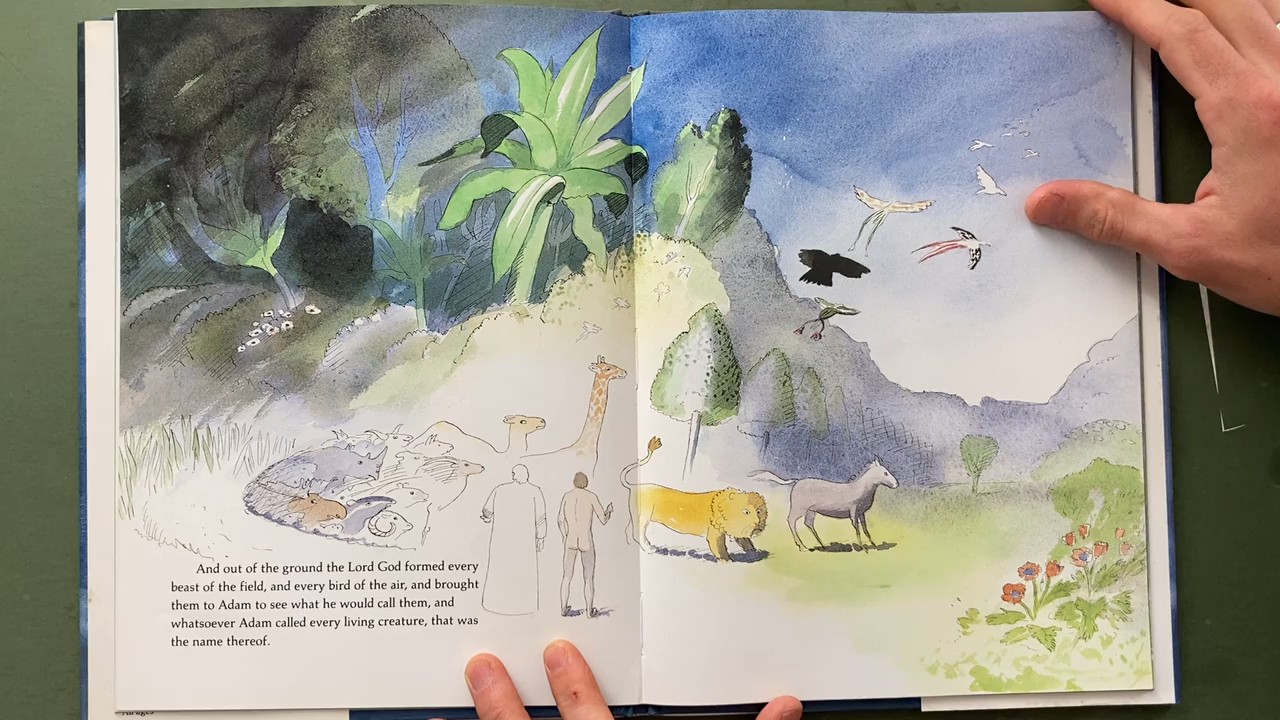 And out of the ground the Lord God formed every
beast of the field, and every bird of the air, and brought
them to Adam to see what he would call them, and
whatsoever Adam called every living creature, that was
the name thereof.
All ages